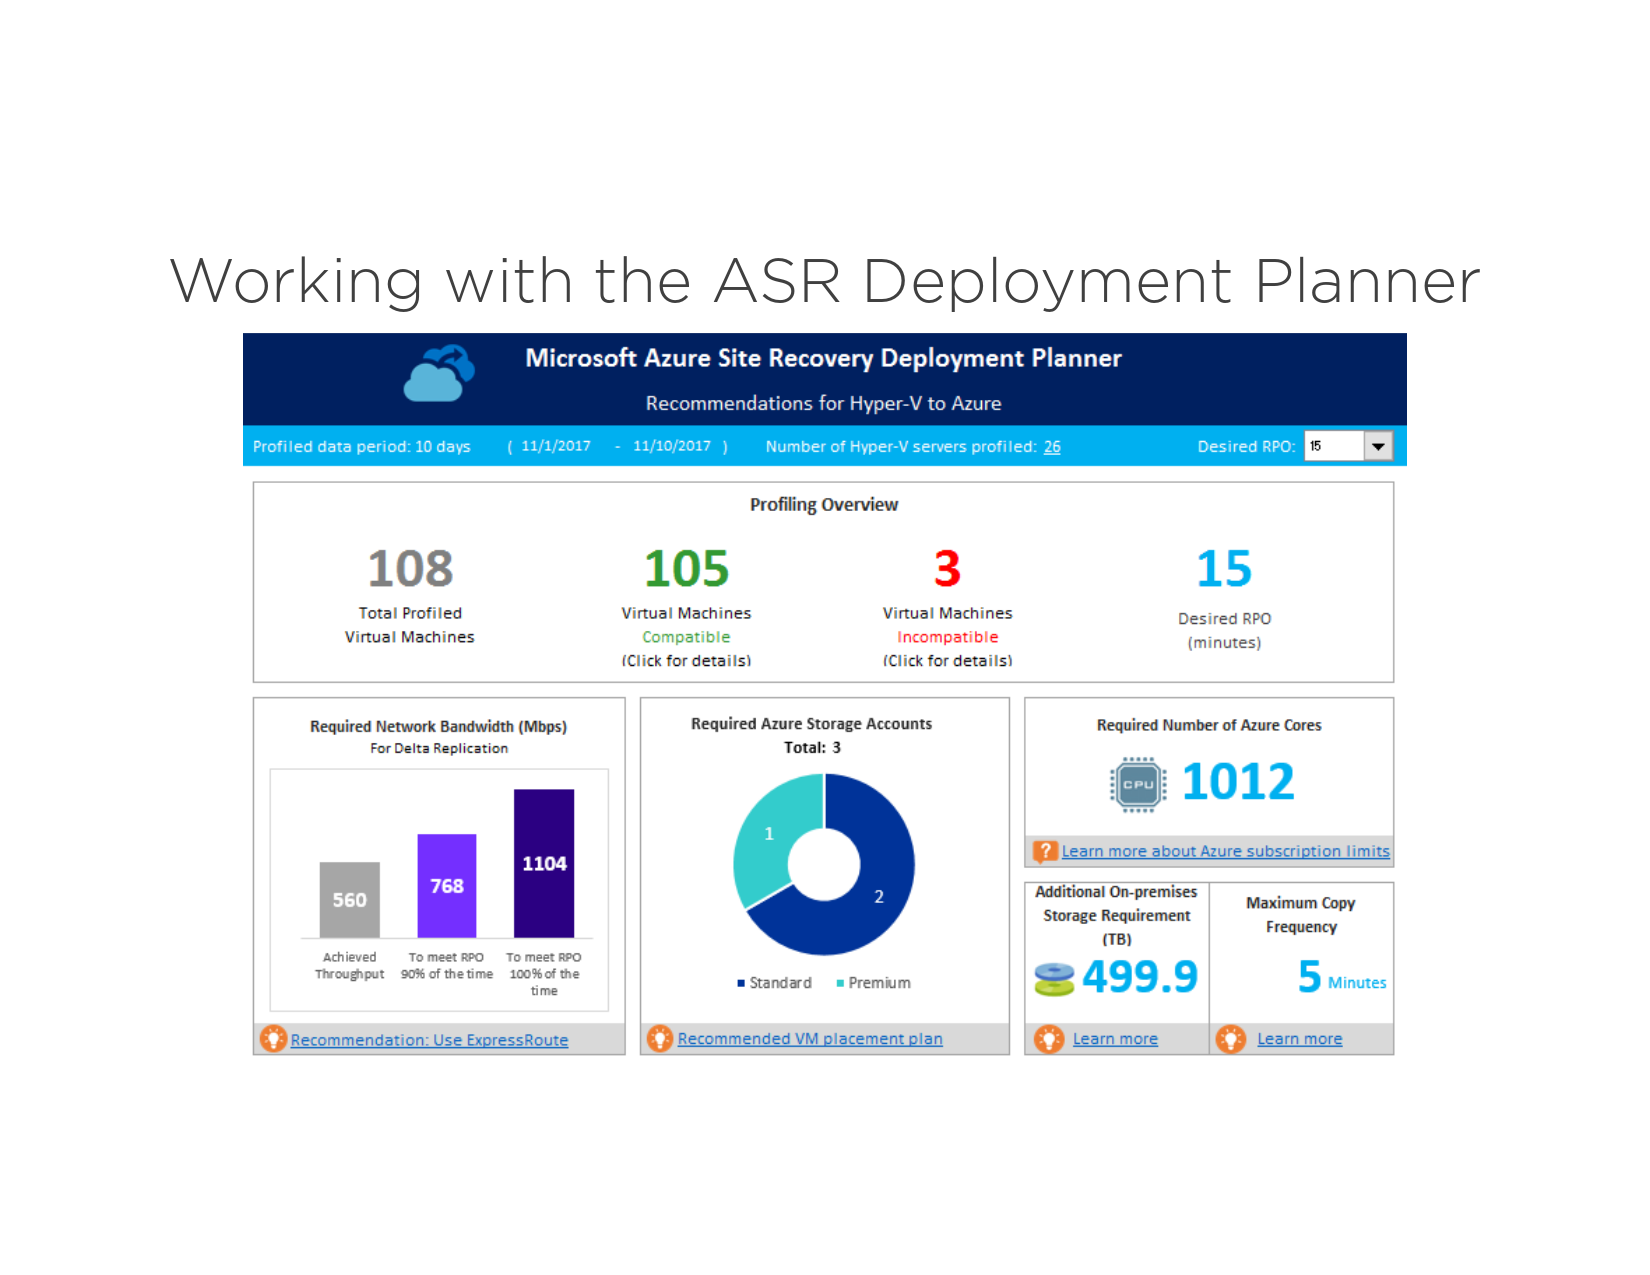 Working with the ASR Deployment Planner
Microsoft Azure Site Recovery Deployment Planner
Recommendations for Hyper-V to Azure
Profiled data period: 10 days ( 11/1/2017 - 11/10/2017 ) Number of Hyper-V servers profiled: 26 Desired RPO: 15
Profiling Overview
108 105 3 15
Total Profiled Virtual Machines Virtual Machines Desired RPO
Virtual Machines Compatible Incompatible (minutes)
(Click for details) (Click for details)
Required Network Bandwidth (Mbps)
For Delta Replication
560
768
1104
Achieved To meet RPO To meet RPO
Throughput 90% of the time 100% of the
time
Recommendation: Use ExpressRoute
Required Azure Storage Accounts
Total: 3
1
2
Standard Premium
Recommended VM placement plan
Required Number of Azure Cores
CPU 1012
? Learn more about Azure subscription limits
Additional On-premises
Storage Requirement
(TB)
499.9
Learn more
Maximum Copy
Frequency
5 Minutes
Learn more